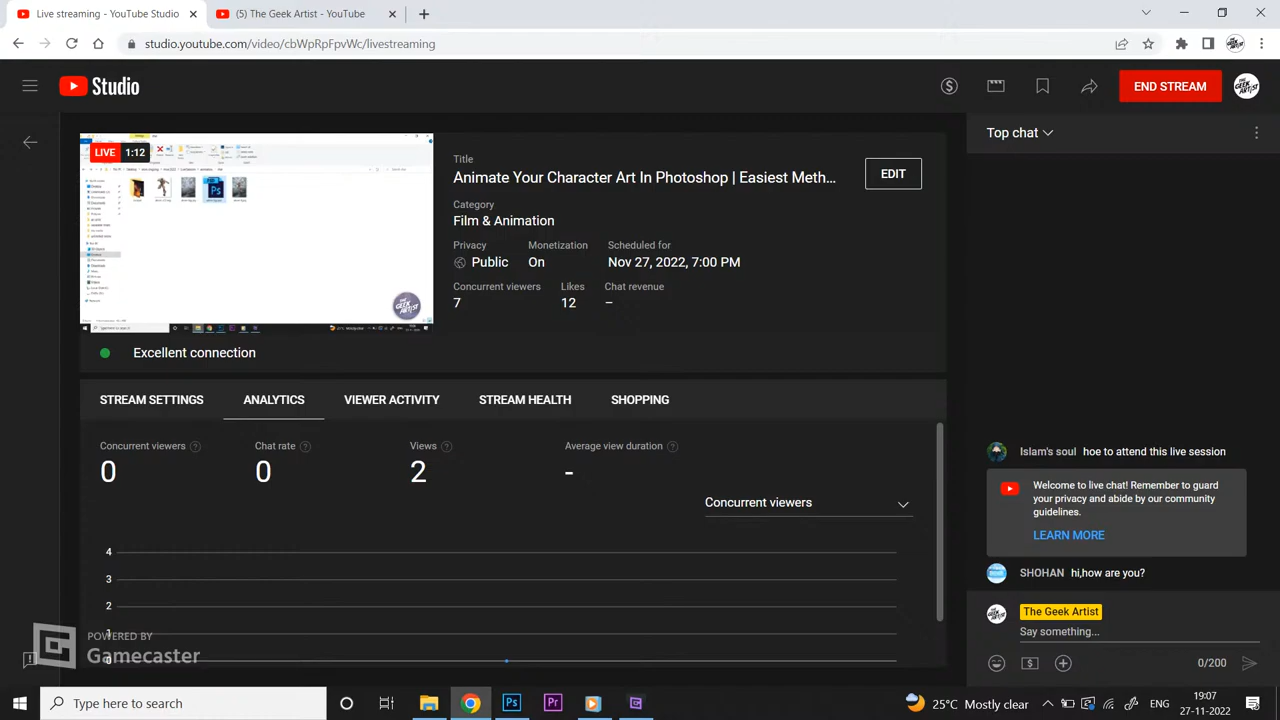 Live streaming - YouTube Studio
(5) The Geek Artist - YouTube
studio.youtube.com/video/cbWpRpFpvWc/livestreaming
Studio
END STREAM
LIVE 1:12
Title
Animate Your Character Art In Photoshop | Easiest Meth...
EDIT
Category
Film & Animation
Privacy
Monetization
Scheduled for
Public
Nov 27, 2022, 7:00 PM
Concurrent viewers
Likes
Chat revenue
7
12
–
Excellent connection
STREAM SETTINGS
ANALYTICS
VIEWER ACTIVITY
STREAM HEALTH
SHOPPING
Concurrent viewers
Chat rate
Views
Average view duration
0
0
2
-
Concurrent viewers
4
3
2
1
0
POWERED BY
Gamecaster
Top chat
Islam's soul hoe to attend this live session
Welcome to live chat! Remember to guard
your privacy and abide by our community
guidelines.
LEARN MORE
SHOHAN hi,how are you?
The Geek Artist
Say something...
0/200
Type here to search
Ps
Pr
25°C Mostly clear
ENG
19:07
27-11-2022